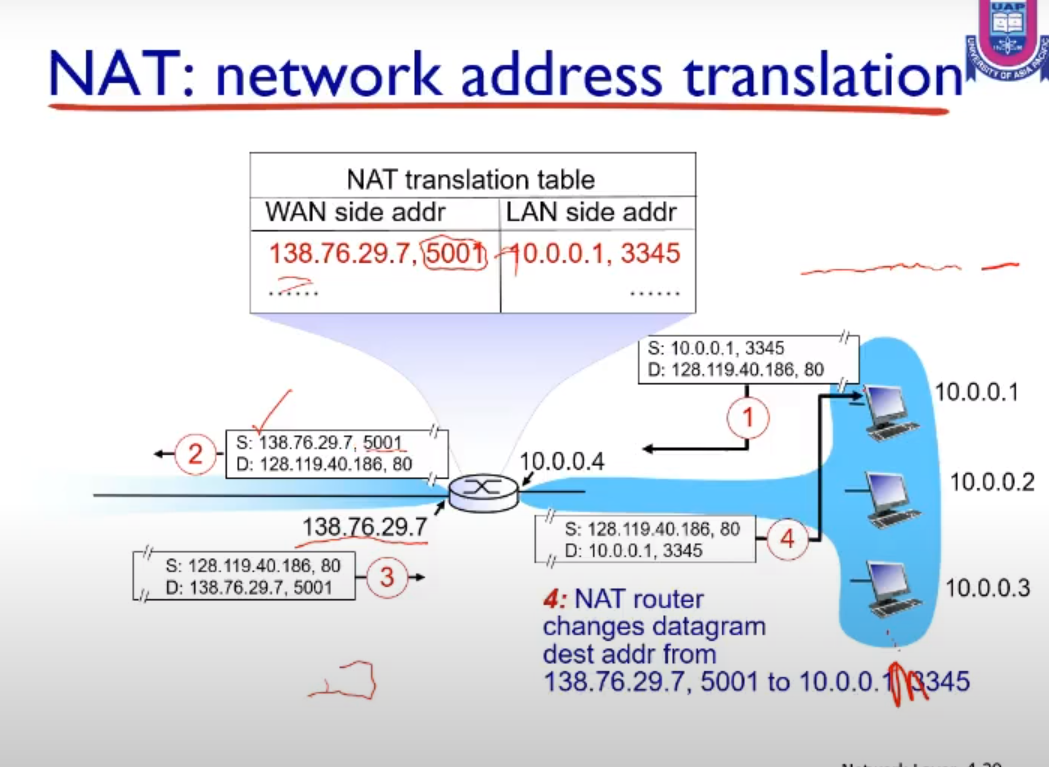 UAP
UNIVERSITY OF ASIA PACIFIC
NAT: network address translation
NAT translation table
WAN side addr LAN side addr
138.76.29.7, 5001 10.0.0.1, 3345
...... ......
S: 10.0.0.1, 3345
D: 128.119.40.186, 80
1
10.0.0.1
S: 138.76.29.7, 5001
D: 128.119.40.186, 80
2
10.0.0.4
10.0.0.2
138.76.29.7
S: 128.119.40.186, 80
D: 10.0.0.1, 3345
4
S: 128.119.40.186, 80
D: 138.76.29.7, 5001
3
10.0.0.3
4: NAT router
changes datagram
dest addr from
138.76.29.7, 5001 to 10.0.0.1, 3345